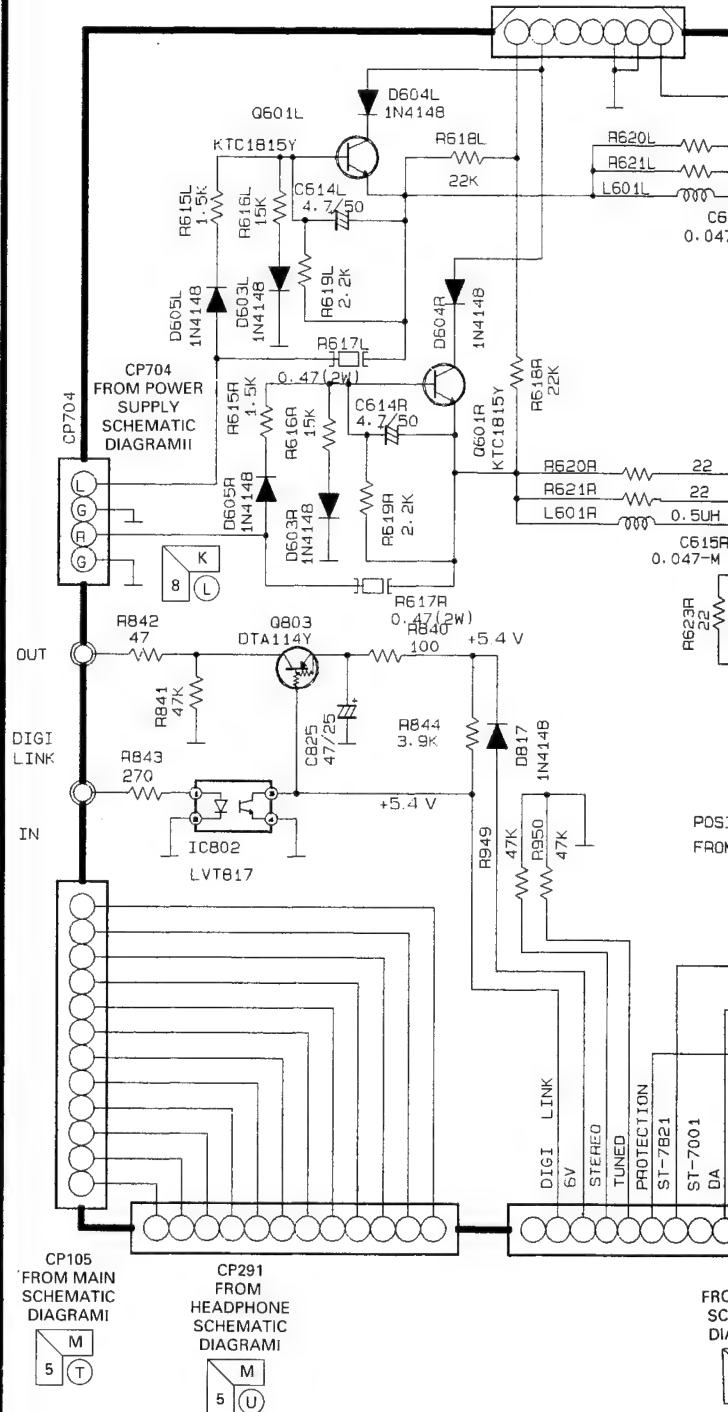 D604L
1N4148
Q601L
KTC1815Y
R618L
22K
R620L
R621L
L601L
R615L
1.5K
R616L
15K
C614L
4.7/50
R619L
2.2K
D605L
1N4148
D603L
1N4148
R617L
0.47(2W)
D604R
1N4148
CP704
FROM POWER
SUPPLY
SCHEMATIC
DIAGRAMII
CP704
R615R
1.5K
R616R
15K
C614R
4.7/50
Q601R
KTC1815Y
R618R
22K
L
G
R
G
D605R
1N4148
D603R
1N4148
R619R
2.2K
R620R
22
R621R
22
L601R
0.5UH
C615R
0.047-M
R623R
22
K
8
L
R617R
0.47(2W)
R842
47
Q803
DTA114Y
R840
100
+5.4 V
OUT
R841
47K
C825
47/25
R844
3.9K
D817
1N4148
DIGI
LINK
R843
270
+5.4 V
IN
IC802
LVT817
R949
47K
R950
47K
DIGI LINK
6V
STEREO
TUNED
PROTECTION
ST-7821
ST-7001
DA
CP105
FROM MAIN
SCHEMATIC
DIAGRAMI
M
5
T
CP291
FROM
HEADPHONE
SCHEMATIC
DIAGRAMI
M
5
U